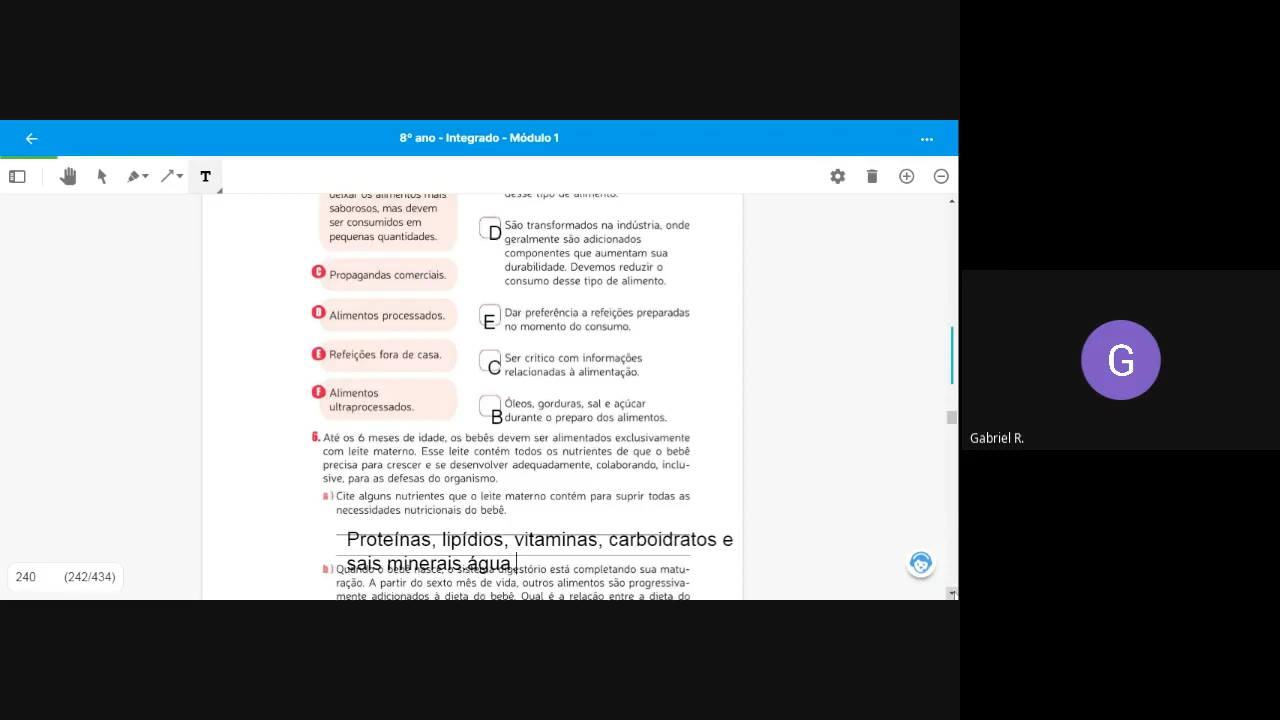 8º ano - Integrado - Módulo 1
T
deixar os alimentos mais
saborosos, mas devem
ser consumidos em
pequenas quantidades.
C Propagandas comerciais.
D Alimentos processados.
E Refeições fora de casa.
F Alimentos
ultraprocessados.
desse tipo de alimento.
D São transformados na indústria, onde
geralmente são adicionados
componentes que aumentam sua
durabilidade. Devemos reduzir o
consumo desse tipo de alimento.
E Dar preferência a refeições preparadas
no momento do consumo.
C Ser crítico com informações
relacionadas à alimentação.
B Óleos, gorduras, sal e açúcar
durante o preparo dos alimentos.
6. Até os 6 meses de idade, os bebês devem ser alimentados exclusivamente
com leite materno. Esse leite contém todos os nutrientes de que o bebê
precisa para crescer e se desenvolver adequadamente, colaborando, inclu-
sive, para as defesas do organismo.
a) Cite alguns nutrientes que o leite materno contém para suprir todas as
necessidades nutricionais do bebê.
Proteínas, lipídios, vitaminas, carboidratos e
sais minerais água
b) Quando o bebê nasce, o sistema digestório está completando sua matu-
ração. A partir do sexto mês de vida, outros alimentos são progressiva-
mente adicionados à dieta do bebê. Qual é a relação entre a dieta do
240 (242/434)
G
Gabriel R.